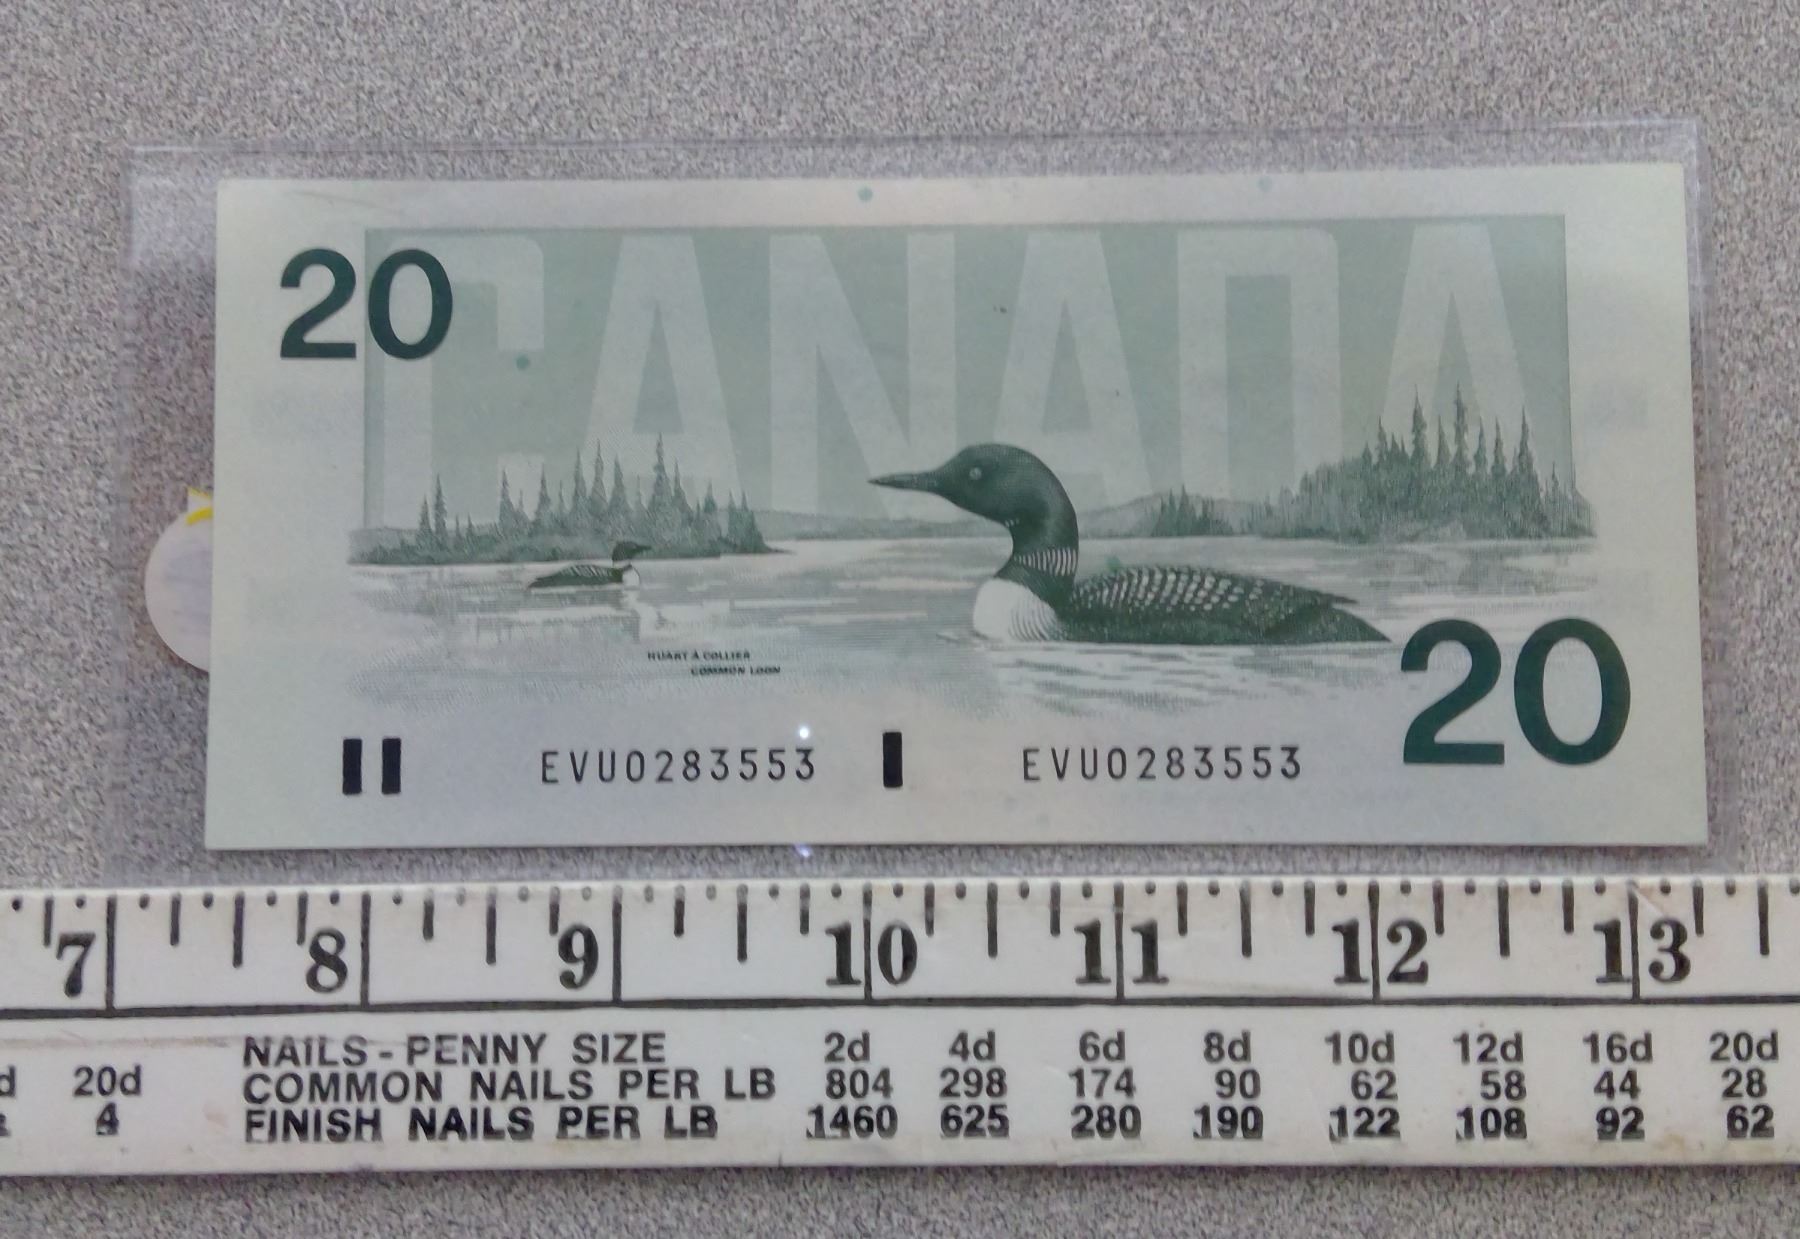 CANADA
20
HUART À COLLIER
COMMON LOON
20
EVU0283553 EVU0283553
7 8 9 10 11 12 13
NAILS - PENNY SIZE 2d 4d 6d 8d 10d 12d 16d 20d
20d COMMON NAILS PER LB 804 298 174 90 62 58 44 28
4 FINISH NAILS PER LB 1460 625 280 190 122 108 92 62